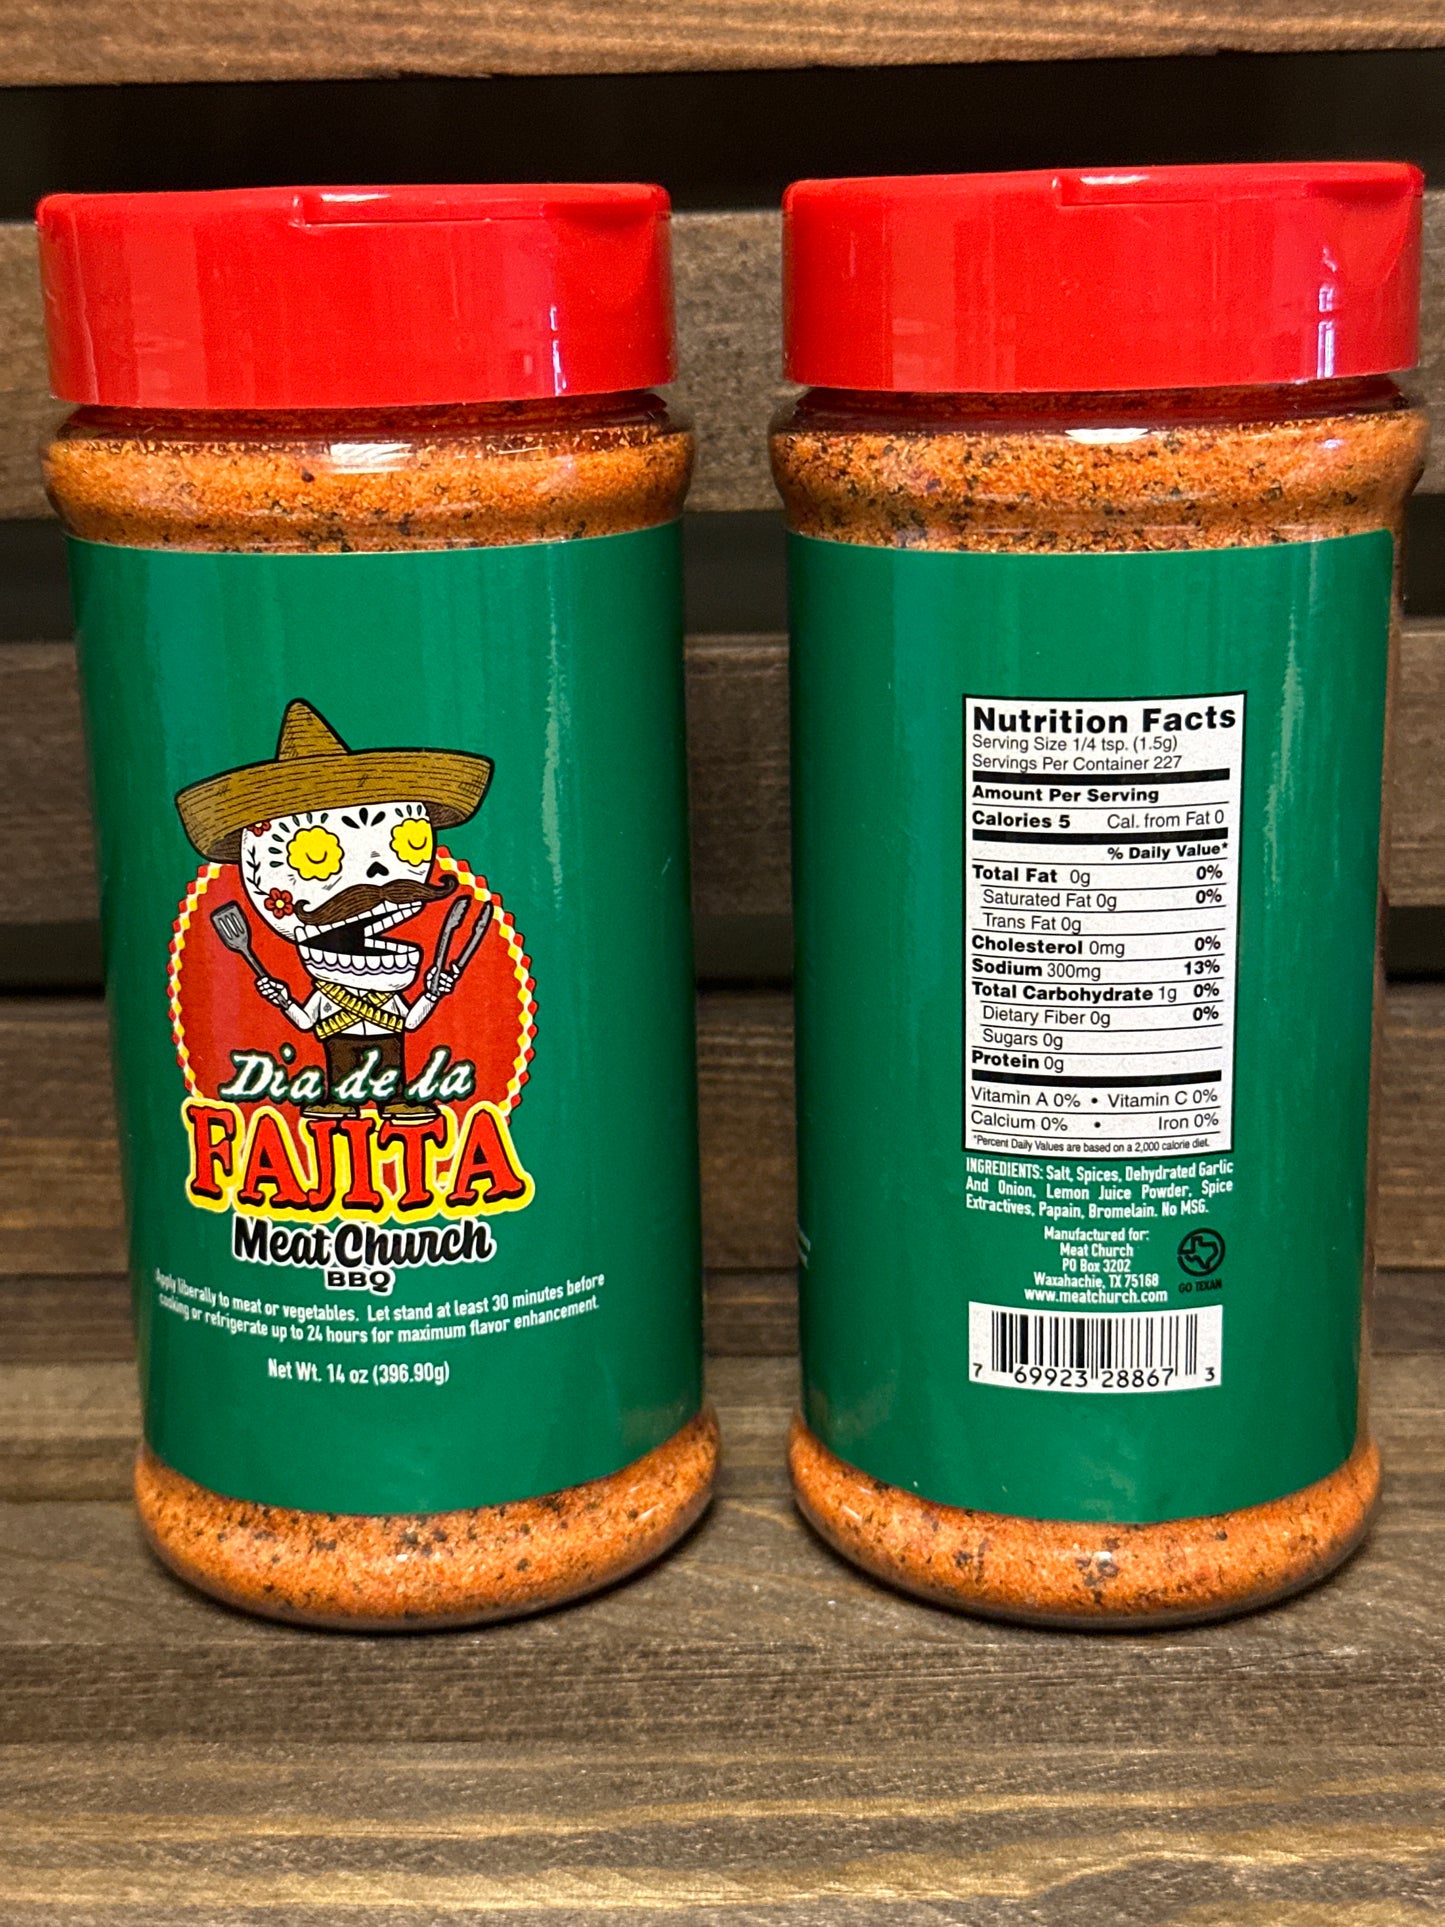 Dia de la
FAJITA
Meat Church
BBQ
Apply liberally to meat or vegetables. Let stand at least 30 minutes before
cooking or refrigerate up to 24 hours for maximum flavor enhancement.
Net Wt. 14 oz (396.90g)
Nutrition Facts
Serving Size 1/4 tsp. (1.5g)
Servings Per Container 227
Amount Per Serving
Calories 5 Cal. from Fat 0
% Daily Value*
Total Fat 0g 0%
Saturated Fat 0g 0%
Trans Fat 0g
Cholesterol 0mg 0%
Sodium 300mg 13%
Total Carbohydrate 1g 0%
Dietary Fiber 0g 0%
Sugars 0g
Protein 0g
Vitamin A 0% • Vitamin C 0%
Calcium 0% • Iron 0%
*Percent Daily Values are based on a 2,000 calorie diet.
INGREDIENTS: Salt, Spices, Dehydrated Garlic
And Onion, Lemon Juice Powder, Spice
Extractives, Papain, Bromelain. No MSG.
Manufactured for:
Meat Church
PO Box 3202
Waxahachie, TX 75168
www.meatchurch.com
GO TEXAN
7 69923 28867 3